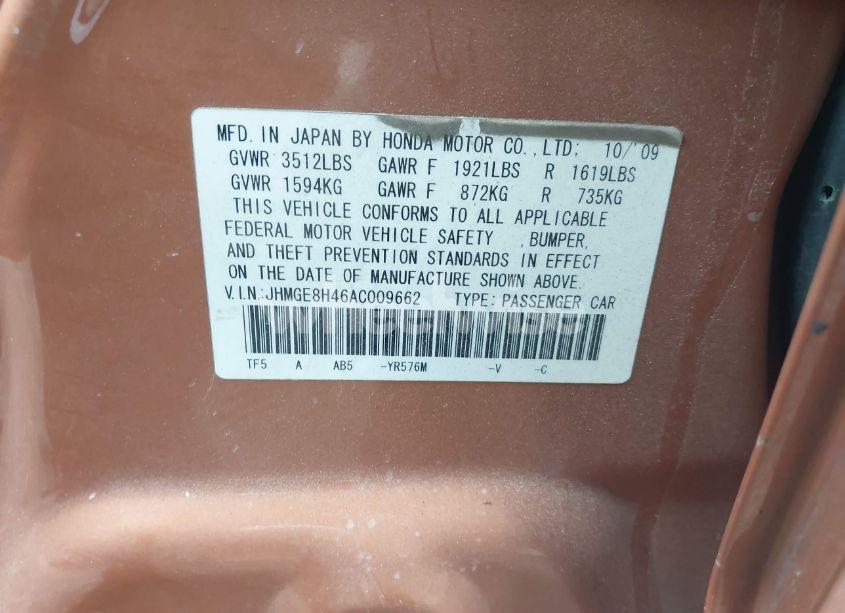 MFD. IN JAPAN BY HONDA MOTOR CO., LTD; 10/'09
GVWR 3512LBS GAWR F 1921LBS R 1619LBS
GVWR 1594KG GAWR F 872KG R 735KG
THIS VEHICLE CONFORMS TO ALL APPLICABLE
FEDERAL MOTOR VEHICLE SAFETY , BUMPER,
AND THEFT PREVENTION STANDARDS IN EFFECT
ON THE DATE OF MANUFACTURE SHOWN ABOVE.
V.I.N.:JHMGE8H46AC009662 TYPE: PASSENGER CAR
TF5 A AB5 -YR576M -V -C